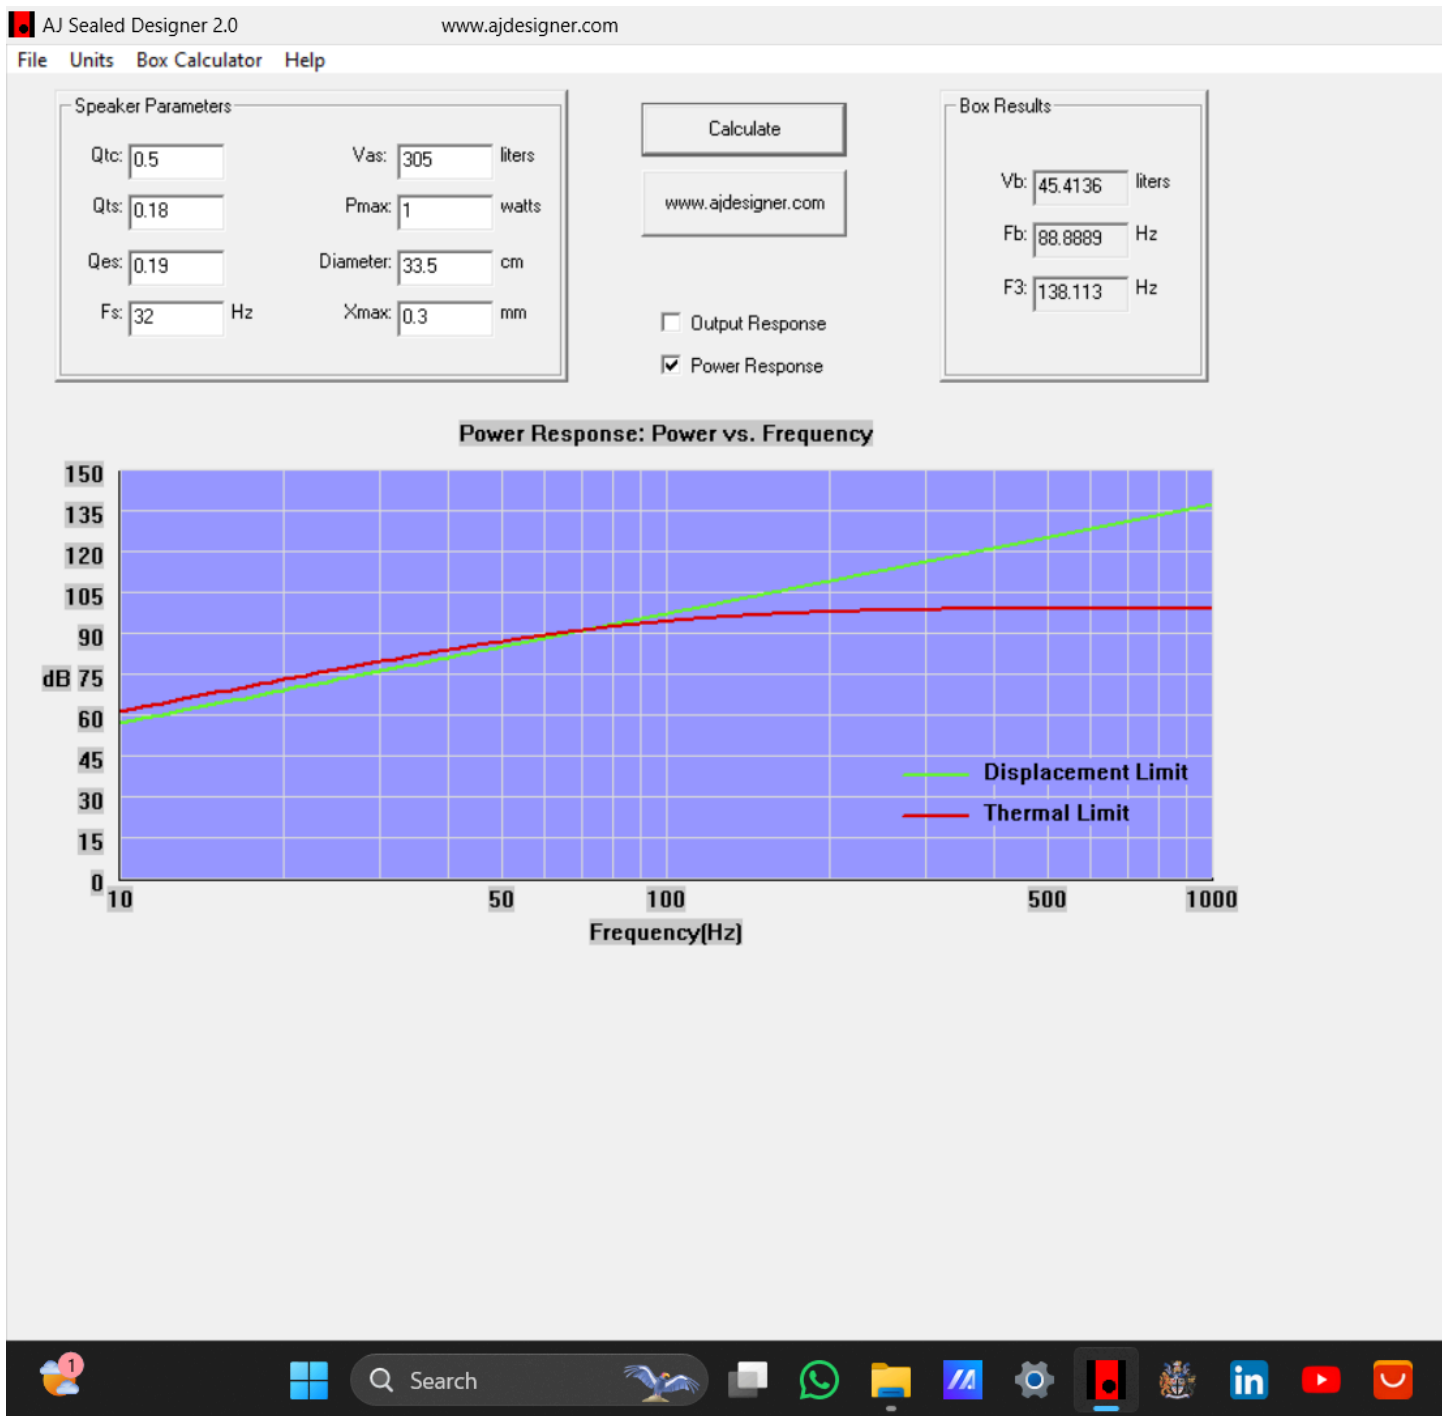 AJ Sealed Designer 2.0 www.ajdesigner.com
File Units Box Calculator Help
Speaker Parameters
Qtc: 0.5
Vas: 305 liters
Qts: 0.18
Pmax: 1 watts
Qes: 0.19
Diameter: 33.5 cm
Fs: 32 Hz
Xmax: 0.3 mm
Calculate
www.ajdesigner.com
Output Response
Power Response
Box Results
Vb: 45.4136 liters
Fb: 88.8889 Hz
F3: 138.113 Hz
Power Response: Power vs. Frequency
150
135
120
105
90
dB 75
60
45
30
15
0
Displacement Limit
Thermal Limit
10 50 100 500 1000
Frequency(Hz)
1
Search
in